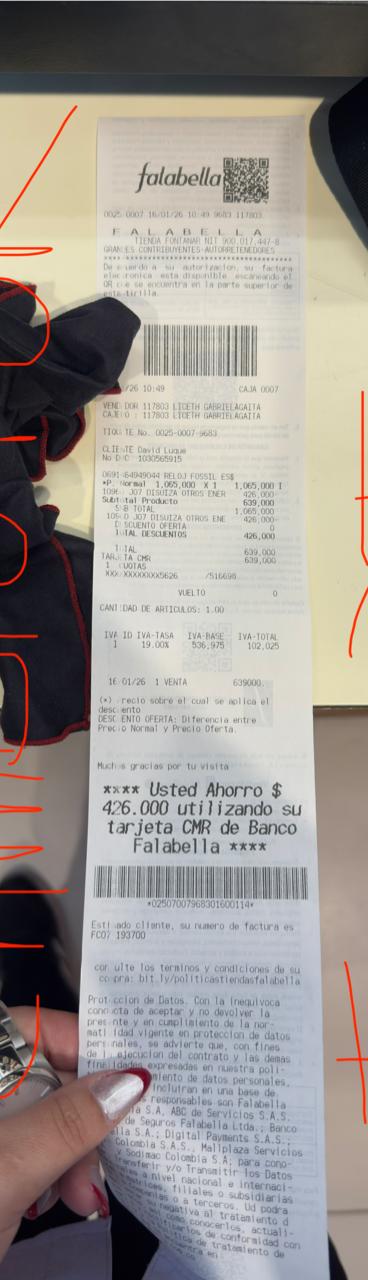 falabella
0025 0007 16/01/26 10:49 9683 117803
F A L A B E L L A
TIENDA FONTANAR NIT 900.017.447-8
GRANDES CONTRIBUYENTES-AUTORRETENEDORES
De acuerdo a su autorizacion, su factura
electronica esta disponible escaneando el
QR que se encuentra en la parte superior de
esta tirilla.
/26 10:49 CAJA 0007
VENDEDOR 117803 LICETH GABRIELAGAITA
CAJERO : 117803 LICETH GABRIELAGAITA
TIQUETE No. 0025-0007-9683
CLIENTE David Luque
No DOC 1030565915
RELOJ FOSSIL ES$
*P. Normal 1,065,000 X 1 1,065,000 I
J07 DISUIZA OTROS ENER 426,000-
Subtotal Producto 639,000
SUB TOTAL 1,065,000
J07 DISUIZA OTROS ENE 426,000-
DESCUENTO OFERTA 0
TOTAL DESCUENTOS 426,000
TOTAL 639,000
TARJETA CMR 639,000
1 CUOTAS
5626 /516698
VUELTO 0
CANTIDAD DE ARTICULOS: 1.00
IVA ID IVA-TASA IVA-BASE IVA-TOTAL
1 19.00% 536,975 102,025
16/01/26 1 VENTA 639000
(*) Precio sobre el cual se aplica el
descuento
DESCUENTO OFERTA: Diferencia entre
Precio Normal y Precio Oferta.
Muchas gracias por tu visita
**** Usted Ahorro $
426.000 utilizando su
tarjeta CMR de Banco
Falabella ****
*02507007968301600114*
Estimado cliente, su numero de factura es
FC07 193700
consulte los terminos y condiciones de su
compra: bit.ly/politicastiendasfalabella
Proteccion de Datos. Con la inequivoca
conducta de aceptar y no devolver la
presente y en cumplimiento de la nor-
matividad vigente en proteccion de datos
personales, se advierte que, con fines
de la ejecucion del contrato y las demas
finalidades expresadas en nuestra poli-
miento de datos personales,
incluiran en una base de
responsables son Falabella
S.A, ABC de Servicios S.A.S.
de Seguros Falabella Ltda.; Banco
S.A.; Digital Payments S.A.S.;
Colombia S.A.S., Mallplaza Servicios
y Sodimac Colombia S.A; para cono-
transferir y/o Transmitir los Datos
a nivel nacional e internaci-
filiales o subsidiarias
a terceros. Ud podra
negativa al tratamiento d
como conocerlos, actuali-
de conformidad con
de tratamiento de
en